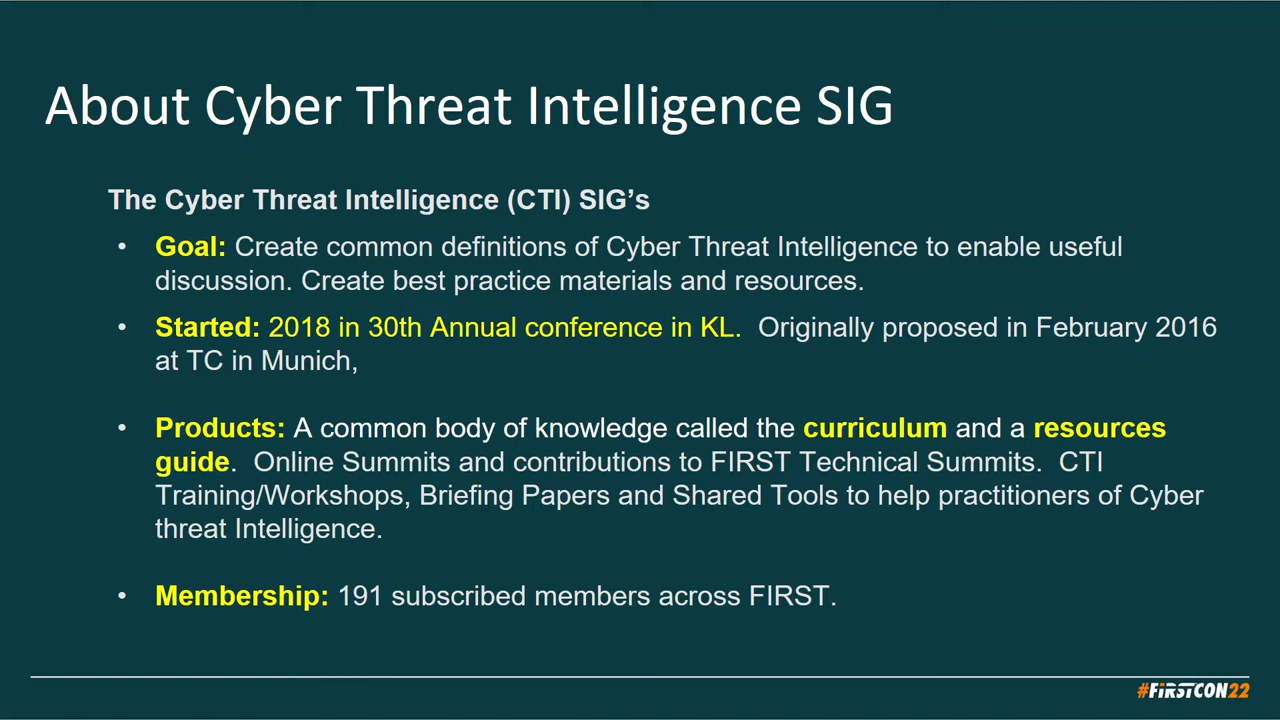 About Cyber Threat Intelligence SIG
The Cyber Threat Intelligence (CTI) SIG’s
• Goal: Create common definitions of Cyber Threat Intelligence to enable useful
discussion. Create best practice materials and resources.
• Started: 2018 in 30th Annual conference in KL. Originally proposed in February 2016
at TC in Munich,
• Products: A common body of knowledge called the curriculum and a resources
guide. Online Summits and contributions to FIRST Technical Summits. CTI
Training/Workshops, Briefing Papers and Shared Tools to help practitioners of Cyber
threat Intelligence.
• Membership: 191 subscribed members across FIRST.
#FiRSTCON22